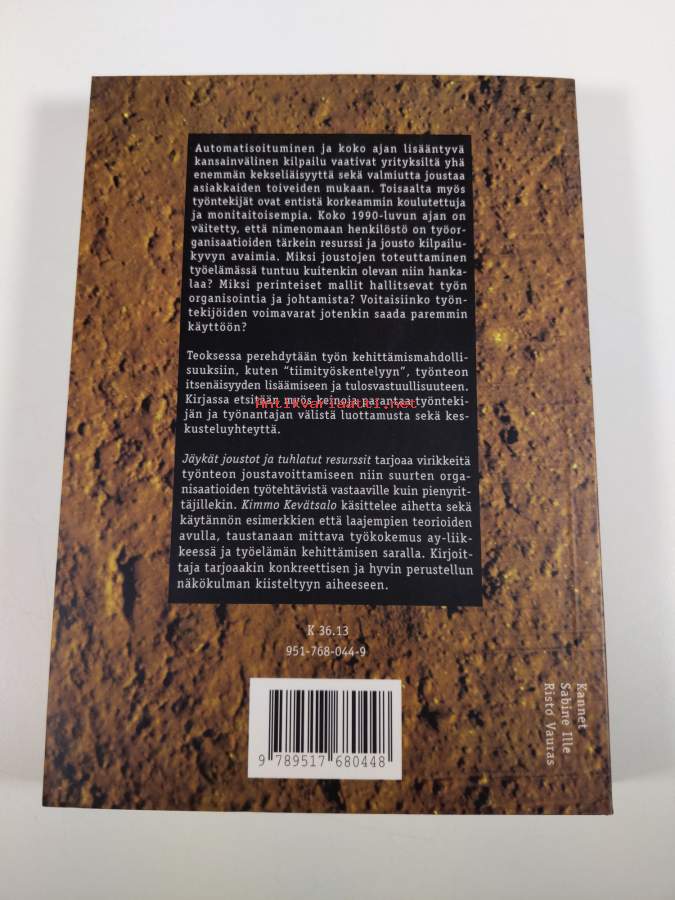 Automatisoituminen ja koko ajan lisääntyvä
kansainvälinen kilpailu vaativat yrityksiltä yhä
enemmän kekseliäisyyttä sekä valmiutta joustaa
asiakkaiden toiveiden mukaan. Toisaalta myös
työntekijät ovat entistä korkeammin koulutettuja
ja monitaitoisempia. Koko 1990-luvun ajan on
väitetty, että nimenomaan henkilöstö on työor-
ganisaatioiden tärkein resurssi ja jousto kilpailu-
kyvyn avaimia. Miksi joustojen toteuttaminen
työelämässä tuntuu kuitenkin olevan niin hanka-
laa? Miksi perinteiset mallit hallitsevat työn
organisointia ja johtamista? Voitaisiinko työn-
tekijöiden voimavarat jotenkin saada paremmin
käyttöön?
Teoksessa perehdytään työn kehittämismahdolli-
suuksiin, kuten "tiimityöskentelyyn", työnteon
itsenäisyyden lisäämiseen ja tulosvastuullisuuteen.
Kirjassa etsitään myös keinoja parantaa työnteki-
Antikvariaatti.net
jän ja työnantajan välistä luottamusta sekä kes-
kusteluyhteyttä.
Jäykät joustot ja tuhlatut resurssit tarjoaa virikkeitä
työnteon joustavoittamiseen niin suurten orga-
nisaatioiden työtehtävistä vastaaville kuin pienyrit-
täjillekin. Kimmo Kevätsalo käsittelee aihetta sekä
käytännön esimerkkien että laajempien teorioiden
avulla, taustanaan mittava työkokemus ay-liik-
keessä ja työelämän kehittämisen saralla. Kirjoit-
taja tarjoaakin konkreettisen ja hyvin perustellun
näkökulman kiisteltyyn aiheeseen.
K 36.13
951-768-044-9
9 789517 680448
Kannet
Sabine Ille
Risto Vauras